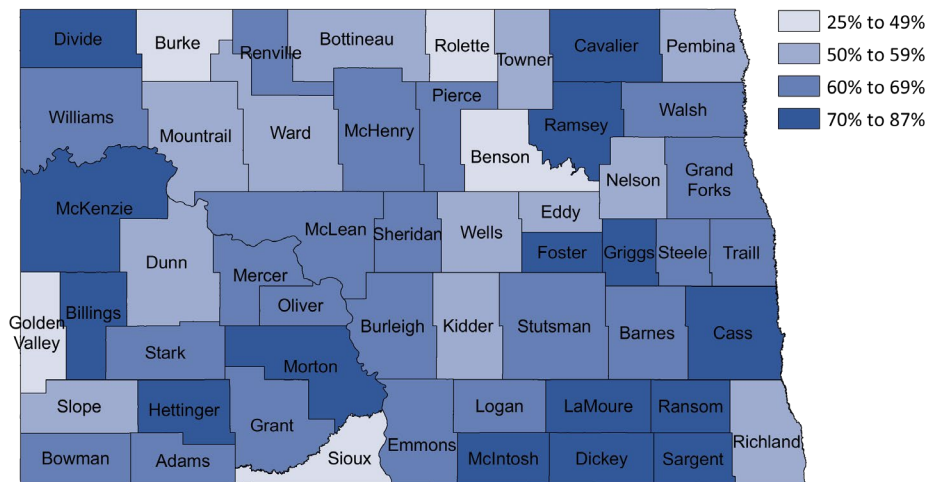 Divide
Burke
Renville
Bottineau
Rolette
Towner
Cavalier
Pembina
25% to 49%
50% to 59%
60% to 69%
70% to 87%
Williams
Mountrail
Ward
McHenry
Pierce
Benson
Ramsey
Walsh
Nelson
Grand
Forks
McKenzie
Dunn
McLean
Sheridan
Wells
Eddy
Foster
Griggs
Steele
Traill
Mercer
Oliver
Golden
Valley
Billings
Stark
Morton
Burleigh
Kidder
Stutsman
Barnes
Cass
Slope
Hettinger
Grant
Logan
LaMoure
Ransom
Richland
Bowman
Adams
Sioux
Emmons
McIntosh
Dickey
Sargent